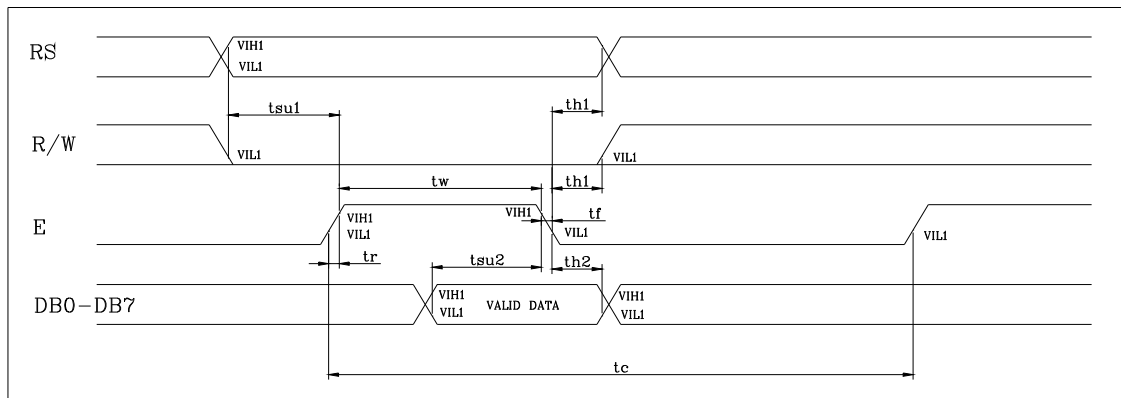 RS
VIH1
VIL1
tsu1
th1
R/W
VIL1
th1
tw
E
VIH1
VIL1
VIH1
tf
VIL1
VIL1
tr
tsu2
th2
DB0-DB7
VIH1
VIL1
VALID DATA
VIH1
VIL1
VIL1
tc